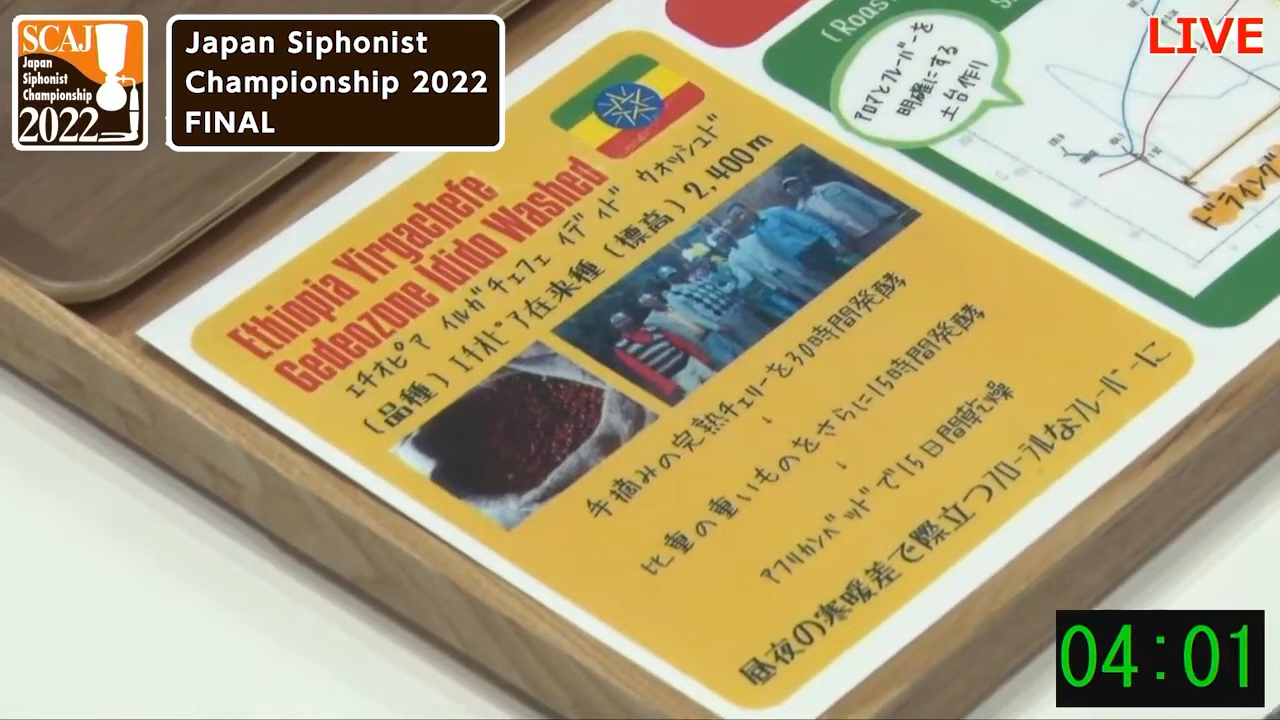 SCAJ
Japan
Siphonist
Championship
2022
Japan Siphonist
Championship 2022
FINAL
LIVE
Ethiopia Yirgachefe
Gedeozone Idido Washed
エチオピア イルガチェフェ イディド ウォッシュド
(品種)エチオピア在来種(標高)2,400m
手摘みの完熟チェリーを30時間発酵
↓
比重の重いものをさらに15時間発酵
↓
アフリカンベッドで15日間乾燥
昼夜の寒暖差で際立つフローラルなフレーバーに
(Roas
アロマとフレーバーを
明確にする
土台作り
ドライング
04:01